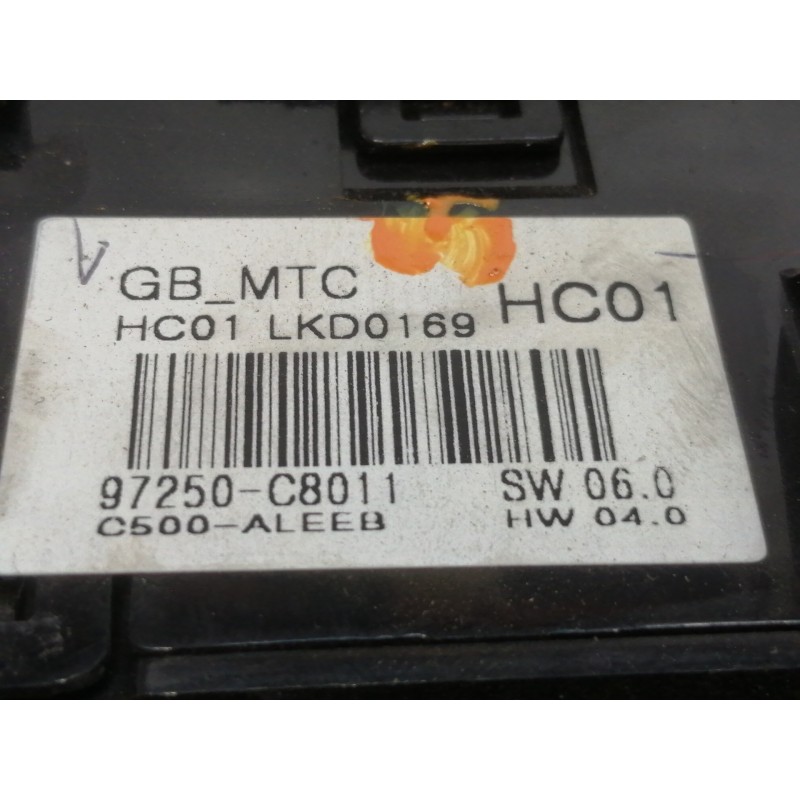 GB_MTC HC01
HC01 LKD0169
97250-C8011 SW 06.0
C500-ALEEB HW 04.0